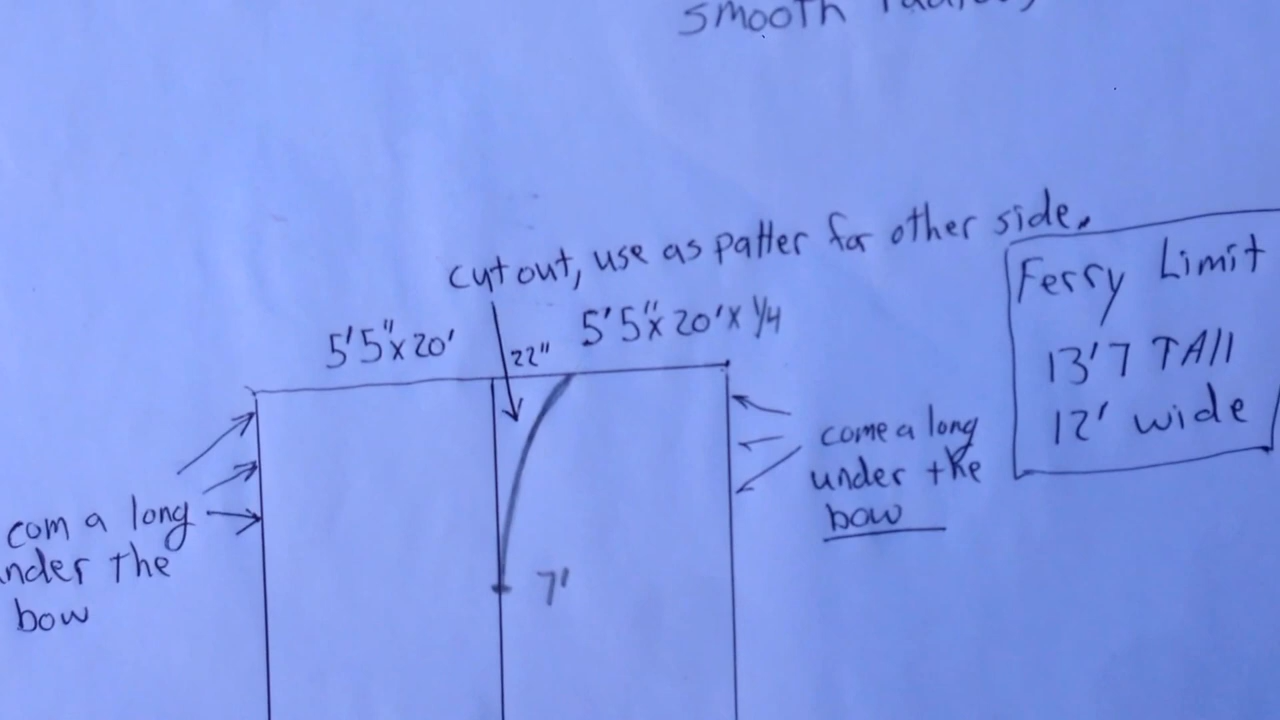 smooth
cut out, use as patter for other side.
5'5"x 20'
22"
5'5"x 20'x 1/4
Ferry Limit
13'7 TAll
12' wide
come a long
under the
bow
com a long
nder the
bow
7'